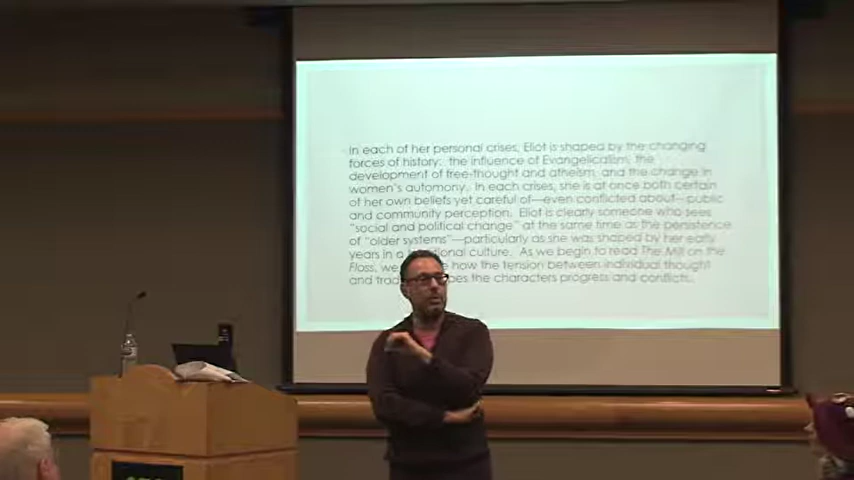 In each of her personal crises, Eliot is shaped by the changing
forces of history: the influence of Evangelicalism, the
development of free-thought and atheism, and the change in
women's autonomy. In each crisis, she is at once both certain
of her own beliefs yet careful of--even conflicted about--public
and community perception. Eliot is clearly someone who sees
"social and political change" at the same time as the persistence
of "older systems"--particularly as she was shaped by her early
years in a culture. As we begin to read The Mill on the
Floss, we how the tension between individual thought
and the characters progress and conflicts.